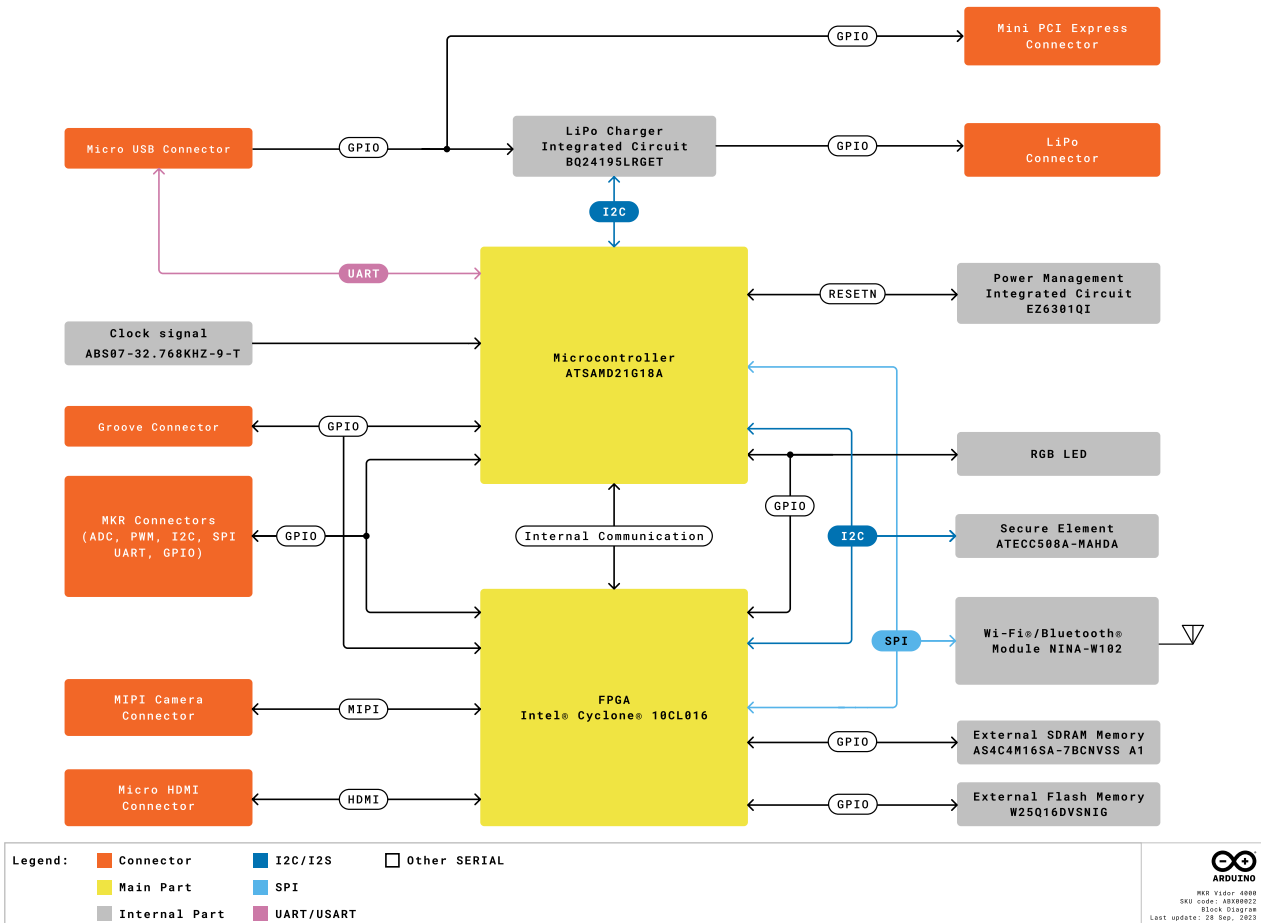 GPIO
Mini PCI Express
Connector
Micro USB Connector
GPIO
LiPo Charger
Integrated Circuit
BQ24195LRGET
GPIO
LiPo
Connector
I2C
UART
Power Management
Integrated Circuit
EZ6301QI
RESETN
Clock signal
ABS07-32.768KHZ-9-T
Microcontroller
ATSAMD21G18A
Groove Connector
GPIO
RGB LED
GPIO
MKR Connectors
(ADC, PWM, I2C, SPI
UART, GPIO)
GPIO
Internal Communication
I2C
Secure Element
ATECC508A-MAHDA
SPI
Wi-Fi®/Bluetooth®
Module NINA-W102
MIPI Camera
Connector
MIPI
FPGA
Intel® Cyclone® 10CL016
GPIO
External SDRAM Memory
AS4C4M16SA-7BCNVSS A1
Micro HDMI
Connector
HDMI
GPIO
External Flash Memory
W25Q16DVSNIG
Legend:
Connector
I2C/I2S
Other SERIAL
Main Part
SPI
Internal Part
UART/USART
ARDUINO
MKR Vidor 4000
SKU code: ABX00022
Block Diagram
Last update: 28 Sep, 2023